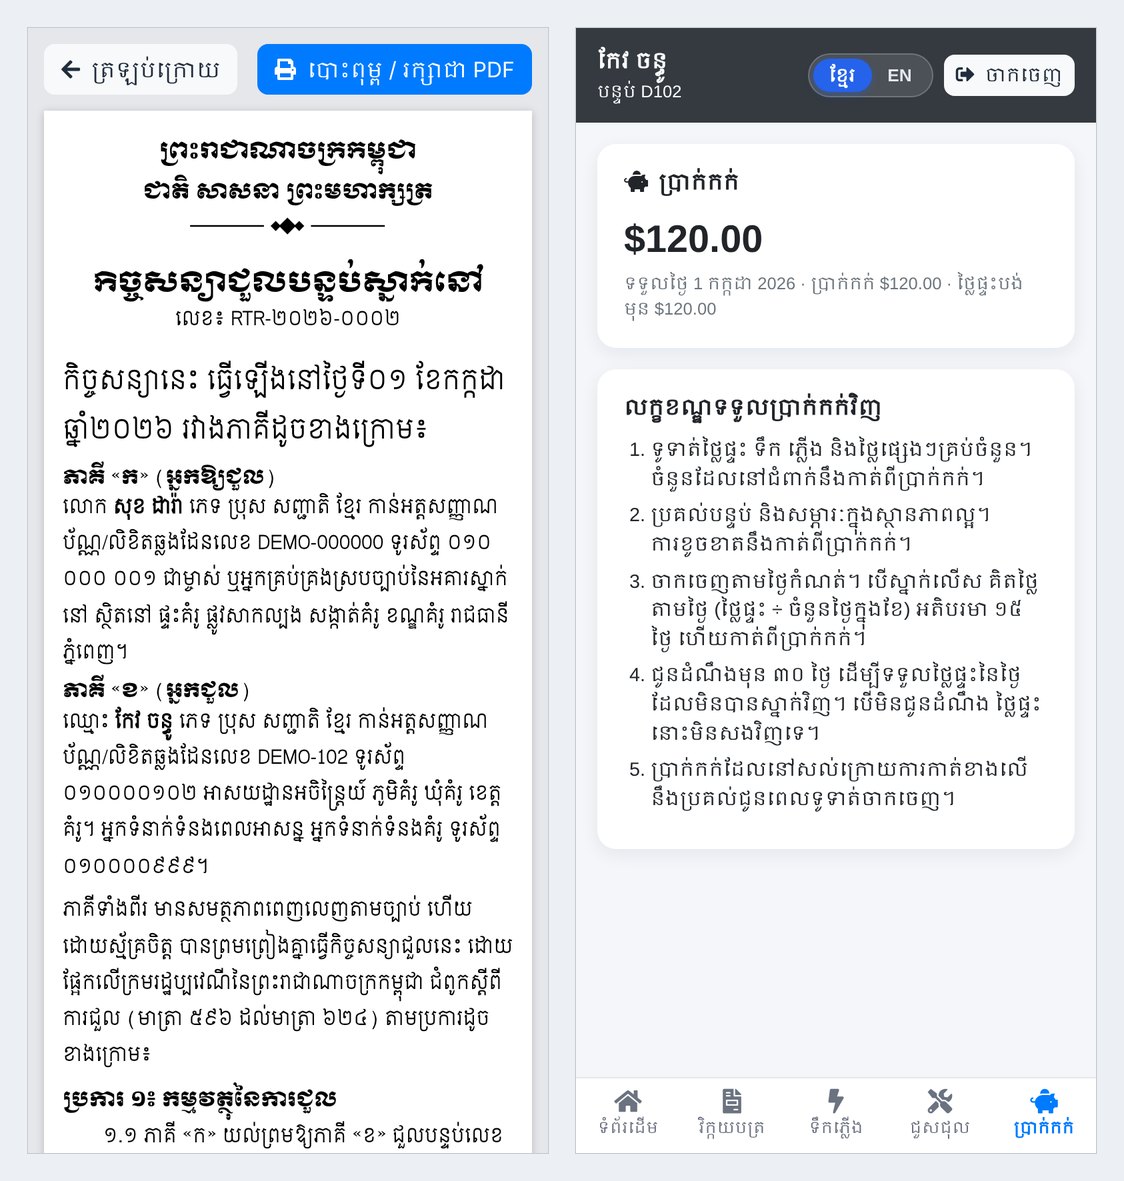 ត្រឡប់ក្រោយ
បោះពុម្ព / រក្សាជា PDF
ព្រះរាជាណាចក្រកម្ពុជា
ជាតិ សាសនា ព្រះមហាក្សត្រ
កិច្ចសន្យាជួលបន្ទប់ស្នាក់នៅ
លេខ៖ RTR-២០២៦-០០០២
កិច្ចសន្យានេះ ធ្វើឡើងនៅថ្ងៃទី០១ ខែកក្កដា
ឆ្នាំ២០២៦ រវាងភាគីដូចខាងក្រោម៖
ភាគី «ក» (អ្នកឱ្យជួល)
លោក សុខ ដារ៉ា ភេទ ប្រុស សញ្ជាតិ ខ្មែរ កាន់អត្តសញ្ញាណ
ប័ណ្ណ/លិខិតឆ្លងដែនលេខ DEMO-000000 ទូរស័ព្ទ ០១០
០០០ ០០១ ជាម្ចាស់ ឬអ្នកគ្រប់គ្រងស្របច្បាប់នៃអគារស្នាក់
នៅ ស្ថិតនៅ ផ្ទះគំរូ ផ្លូវសាកល្បង សង្កាត់គំរូ ខណ្ឌគំរូ រាជធានី
ភ្នំពេញ។
ភាគី «ខ» (អ្នកជួល)
ឈ្មោះ កែវ ចន្ធូ ភេទ ប្រុស សញ្ជាតិ ខ្មែរ កាន់អត្តសញ្ញាណ
ប័ណ្ណ/លិខិតឆ្លងដែនលេខ DEMO-102 ទូរស័ព្ទ
០១០០០០១០២ អាសយដ្ឋានអចិន្ត្រៃយ៍ ភូមិគំរូ ឃុំគំរូ ខេត្ត
គំរូ។ អ្នកទំនាក់ទំនងពេលអាសន្ន អ្នកទំនាក់ទំនងគំរូ ទូរស័ព្ទ
០១០០០០៩៩៩។
ភាគីទាំងពីរ មានសមត្ថភាពពេញលេញតាមច្បាប់ ហើយ
ដោយស្ម័គ្រចិត្ត បានព្រមព្រៀងគ្នាធ្វើកិច្ចសន្យាជួលនេះ ដោយ
ផ្អែកលើក្រមរដ្ឋប្បវេណីនៃព្រះរាជាណាចក្រកម្ពុជា ជំពូកស្តីពី
ការជួល (មាត្រា ៥៩៦ ដល់មាត្រា ៦២៤) តាមប្រការដូច
ខាងក្រោម៖
ប្រការ ១៖ កម្មវត្ថុនៃការជួល
១.១ ភាគី «ក» យល់ព្រមឱ្យភាគី «ខ» ជួលបន្ទប់លេខ
កែវ ចន្ធូ
បន្ទប់ D102
ខ្មែរ
EN
ចាកចេញ
ប្រាក់កក់
$120.00
ទទួលថ្ងៃ 1 កក្កដា 2026 · ប្រាក់កក់ $120.00 · ថ្លៃផ្ទះបង់
មុន $120.00
លក្ខខណ្ឌទទួលប្រាក់កក់វិញ
1. ទូទាត់ថ្លៃផ្ទះ ទឹក ភ្លើង និងថ្លៃផ្សេងៗគ្រប់ចំនួន។
ចំនួនដែលនៅជំពាក់នឹងកាត់ពីប្រាក់កក់។
2. ប្រគល់បន្ទប់ និងសម្ភារៈក្នុងស្ថានភាពល្អ។
ការខូចខាតនឹងកាត់ពីប្រាក់កក់។
3. ចាកចេញតាមថ្ងៃកំណត់។ បើស្នាក់លើស គិតថ្លៃ
តាមថ្ងៃ (ថ្លៃផ្ទះ ÷ ចំនួនថ្ងៃក្នុងខែ) អតិបរមា ១៥
ថ្ងៃ ហើយកាត់ពីប្រាក់កក់។
4. ជូនដំណឹងមុន ៣០ ថ្ងៃ ដើម្បីទទួលថ្លៃផ្ទះនៃថ្ងៃ
ដែលមិនបានស្នាក់វិញ។ បើមិនជូនដំណឹង ថ្លៃផ្ទះ
នោះមិនសងវិញទេ។
5. ប្រាក់កក់ដែលនៅសល់ក្រោយការកាត់ខាងលើ
នឹងប្រគល់ជូនពេលទូទាត់ចាកចេញ។
ទំព័រដើម
វិក្កយបត្រ
ទឹកភ្លើង
ជួសជុល
ប្រាក់កក់